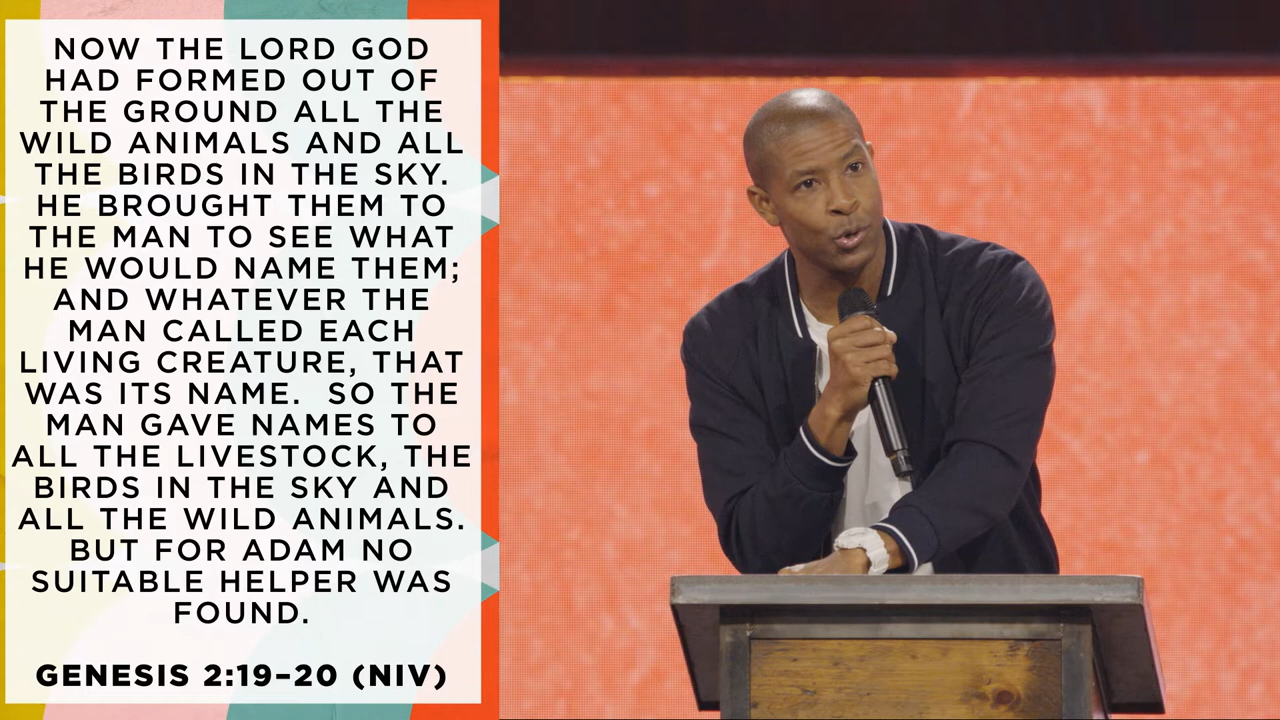 NOW THE LORD GOD
HAD FORMED OUT OF
THE GROUND ALL THE
WILD ANIMALS AND ALL
THE BIRDS IN THE SKY.
HE BROUGHT THEM TO
THE MAN TO SEE WHAT
HE WOULD NAME THEM;
AND WHATEVER THE
MAN CALLED EACH
LIVING CREATURE, THAT
WAS ITS NAME.  SO THE
MAN GAVE NAMES TO
ALL THE LIVESTOCK, THE
BIRDS IN THE SKY AND
ALL THE WILD ANIMALS.
BUT FOR ADAM NO
SUITABLE HELPER WAS
FOUND.
GENESIS 2:19–20 (NIV)